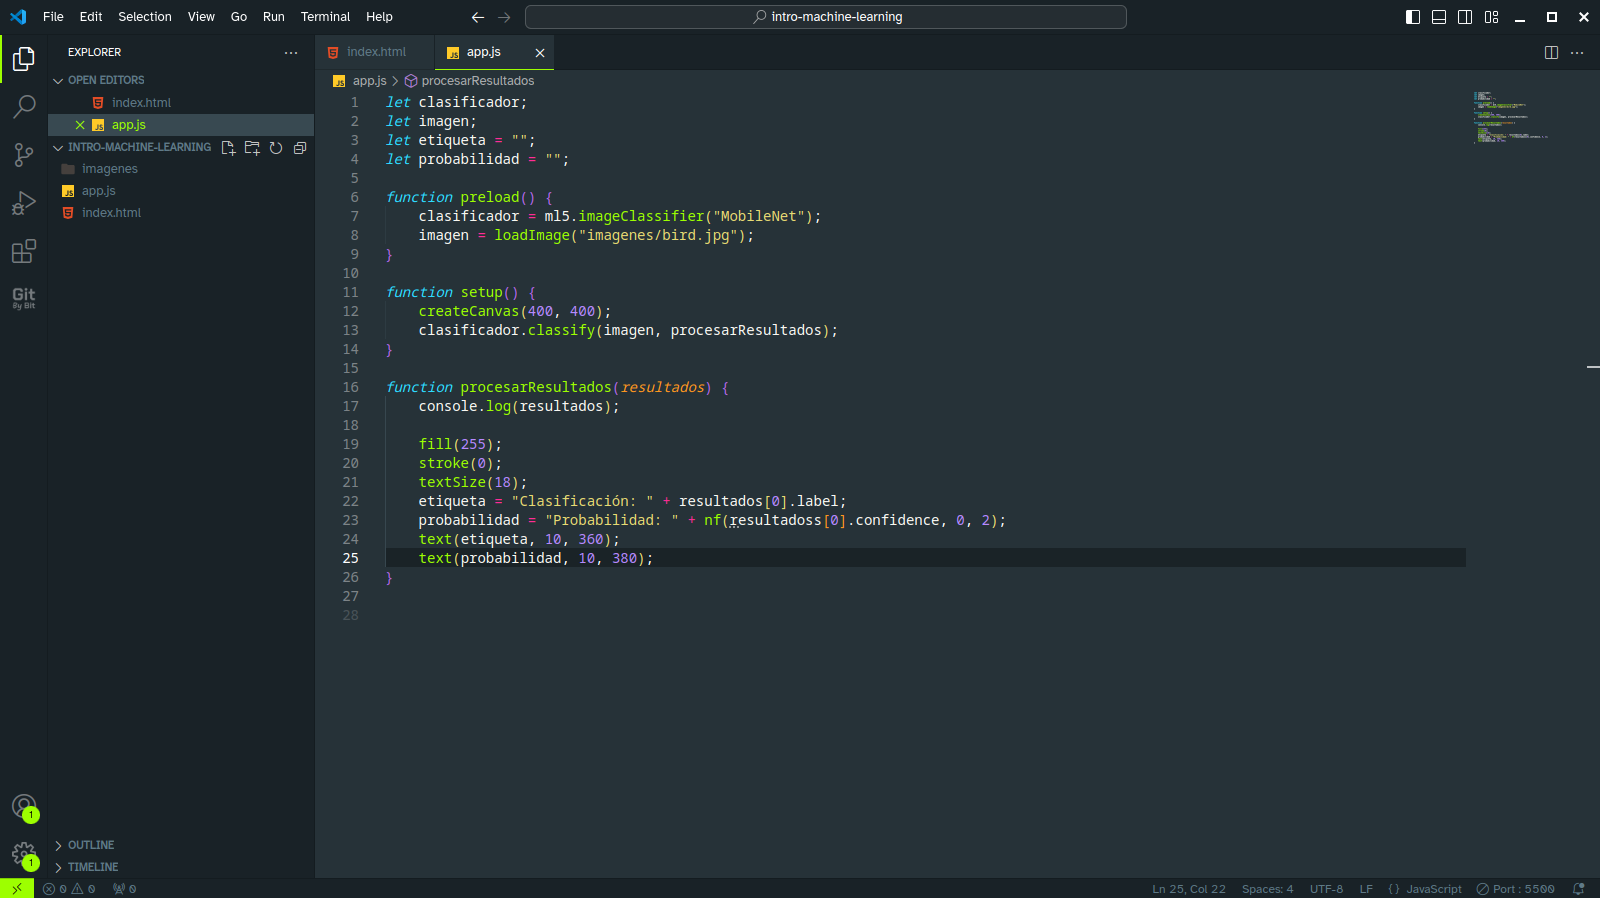 File Edit Selection View Go Run Terminal Help
intro-machine-learning
EXPLORER
OPEN EDITORS
index.html
app.js
INTRO-MACHINE-LEARNING
imagenes
app.js
index.html
Git
By Bit
1
1
OUTLINE
TIMELINE
index.html
app.js
app.js > procesarResultados
1 let clasificador;
2 let imagen;
3 let etiqueta = "";
4 let probabilidad = "";
5
6 function preload() {
7 clasificador = ml5.imageClassifier("MobileNet");
8 imagen = loadImage("imagenes/bird.jpg");
9 }
10
11 function setup() {
12 createCanvas(400, 400);
13 clasificador.classify(imagen, procesarResultados);
14 }
15
16 function procesarResultados(resultados) {
17 console.log(resultados);
18
19 fill(255);
20 stroke(0);
21 textSize(18);
22 etiqueta = "Clasificación: " + resultados[0].label;
23 probabilidad = "Probabilidad: " + nf(resultadoss[0].confidence, 0, 2);
24 text(etiqueta, 10, 360);
25 text(probabilidad, 10, 380);
26 }
27
28
0 0 0
Ln 25, Col 22 Spaces: 4 UTF-8 LF {} JavaScript Port : 5500